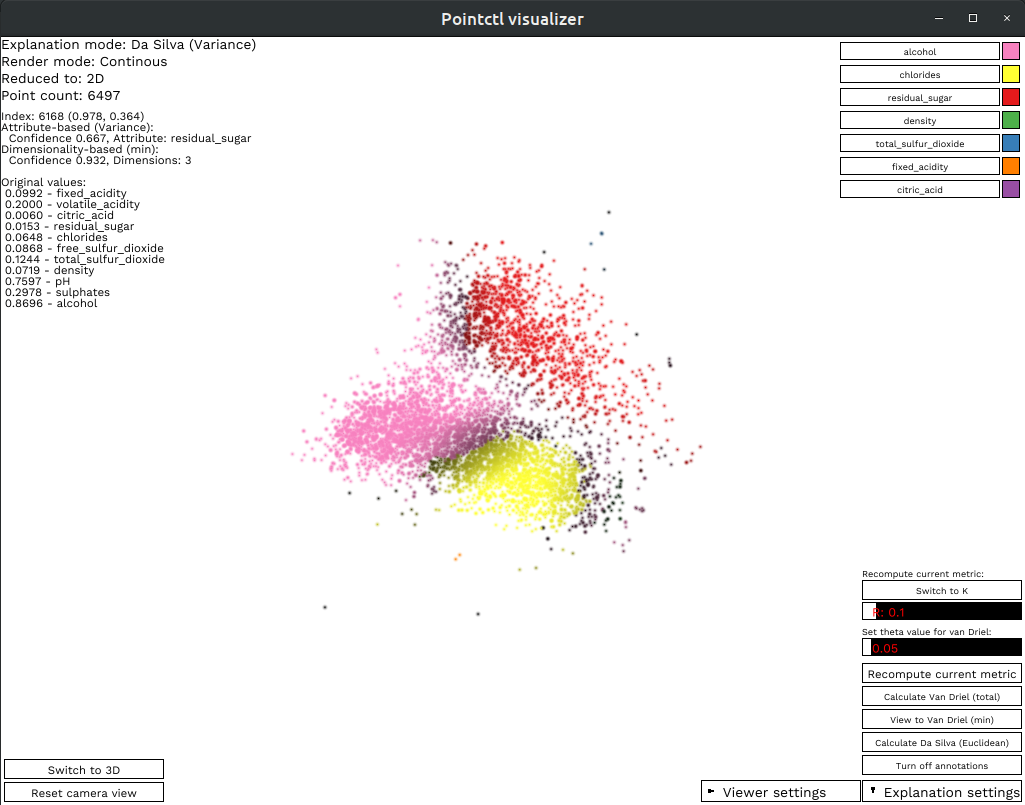 Pointctl visualizer
Explanation mode: Da Silva (Variance)
Render mode: Continous
Reduced to: 2D
Point count: 6497
Index: 6168 (0.978, 0.364)
Attribute-based (Variance):
Confidence 0.667, Attribute: residual_sugar
Dimensionality-based (min):
Confidence 0.932, Dimensions: 3
Original values:
0.0992 - fixed_acidity
0.2000 - volatile_acidity
0.0060 - citric_acid
0.0153 - residual_sugar
0.0648 - chlorides
0.0868 - free_sulfur_dioxide
0.1244 - total_sulfur_dioxide
0.0719 - density
0.7597 - pH
0.2978 - sulphates
0.8696 - alcohol
alcohol
chlorides
residual_sugar
density
total_sulfur_dioxide
fixed_acidity
citric_acid
Recompute current metric:
Switch to K
R: 0.1
Set theta value for van Driel:
0.05
Recompute current metric
Calculate Van Driel (total)
View to Van Driel (min)
Calculate Da Silva (Euclidean)
Turn off annotations
Switch to 3D
Reset camera view
Viewer settings
Explanation settings